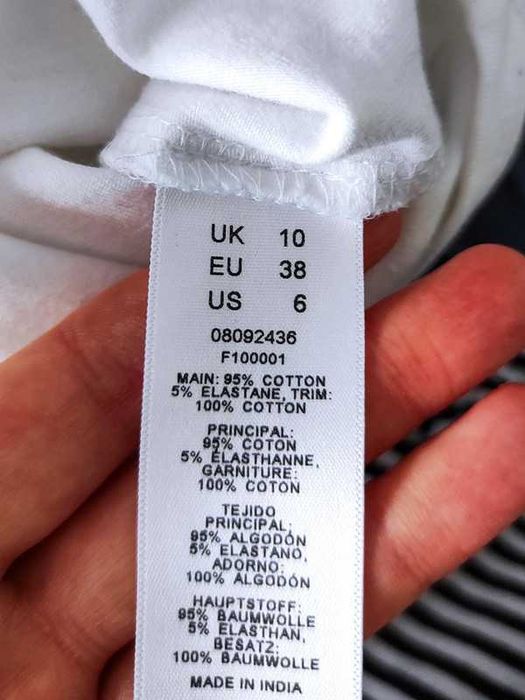 UK 10
EU 38
US 6
08092436
F100001
MAIN: 95% COTTON
5% ELASTANE, TRIM:
100% COTTON
PRINCIPAL:
95% COTON
5% ÉLASTHANNE,
GARNITURE:
100% COTON
TEJIDO
PRINCIPAL:
95% ALGODÓN
5% ELASTANO,
ADORNO:
100% ALGODÓN
HAUPTSTOFF:
95% BAUMWOLLE
5% ELASTHAN,
BESATZ:
100% BAUMWOLLE
MADE IN INDIA